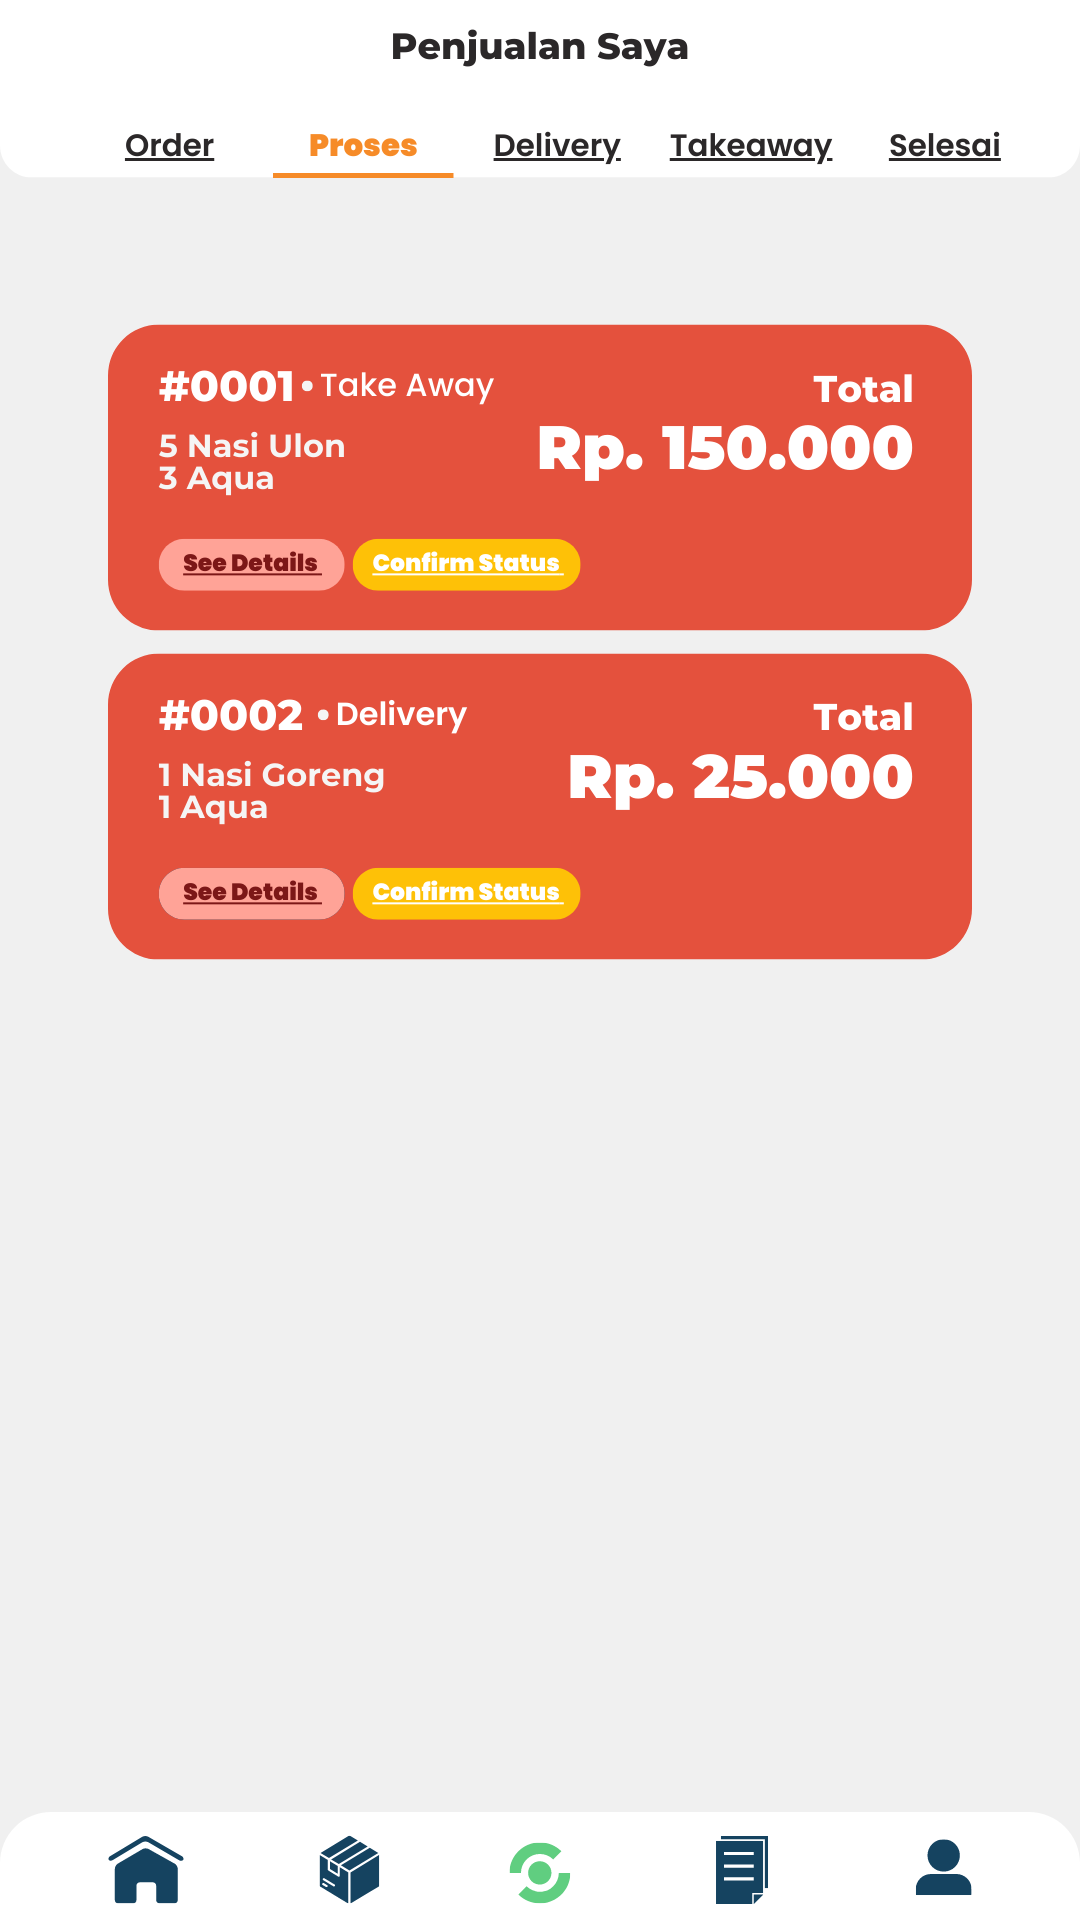 Penjualan Saya
Order Proses Delivery Takeaway Selesai
#0001 • Take Away
Total
5 Nasi Ulon
3 Aqua
Rp. 150.000
See Details
Confirm Status
#0002 • Delivery
Total
1 Nasi Goreng
1 Aqua
Rp. 25.000
See Details
Confirm Status